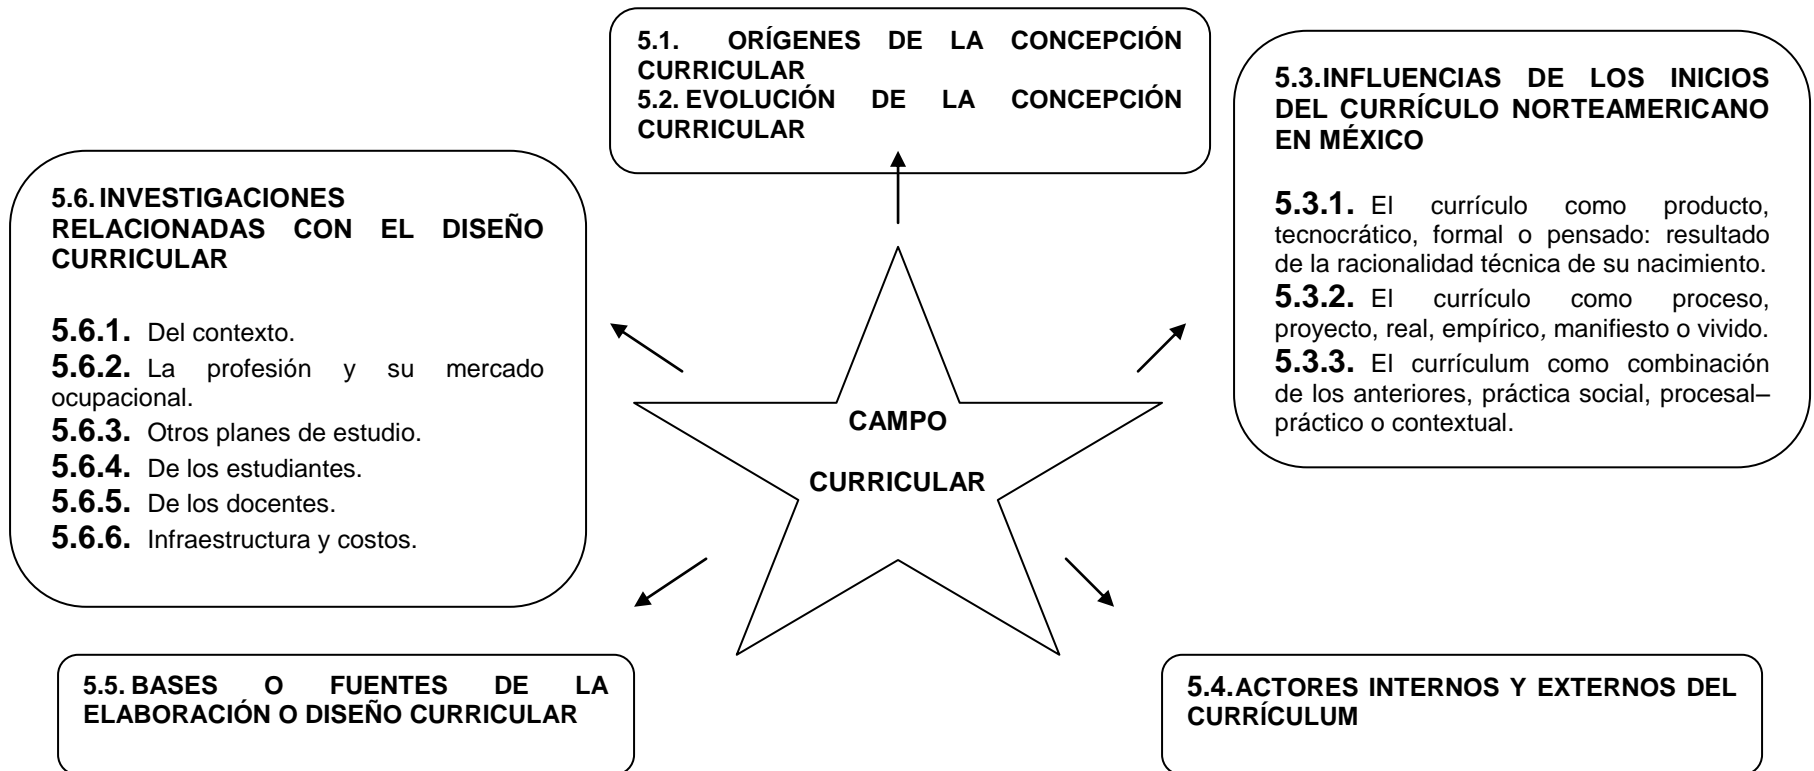 5.1. ORÍGENES DE LA CONCEPCIÓN
CURRICULAR
5.2. EVOLUCIÓN DE LA CONCEPCIÓN
CURRICULAR
5.3.INFLUENCIAS DE LOS INICIOS
DEL CURRÍCULO NORTEAMERICANO
EN MÉXICO
5.3.1. El currículo como producto,
tecnocrático, formal o pensado: resultado
de la racionalidad técnica de su nacimiento.
5.3.2. El currículo como proceso,
proyecto, real, empírico, manifiesto o vivido.
5.3.3. El currículum como combinación
de los anteriores, práctica social, procesal–
práctico o contextual.
5.6. INVESTIGACIONES
RELACIONADAS CON EL DISEÑO
CURRICULAR
5.6.1. Del contexto.
5.6.2. La profesión y su mercado
ocupacional.
5.6.3. Otros planes de estudio.
5.6.4. De los estudiantes.
5.6.5. De los docentes.
5.6.6. Infraestructura y costos.
CAMPO
CURRICULAR
5.5. BASES O FUENTES DE LA
ELABORACIÓN O DISEÑO CURRICULAR
5.4.ACTORES INTERNOS Y EXTERNOS DEL
CURRÍCULUM